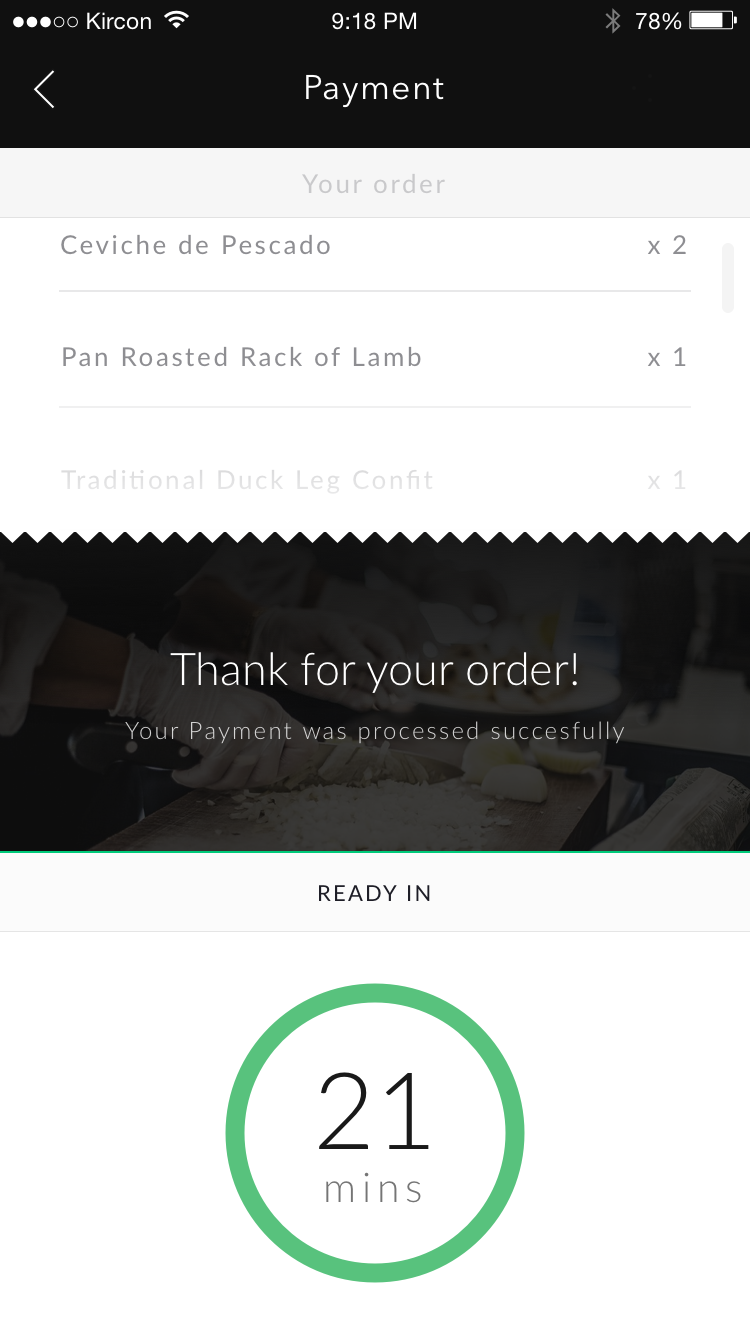 Kircon 9:18 PM 78%
Payment
Your order
Ceviche de Pescado x 2
Pan Roasted Rack of Lamb x 1
Traditional Duck Leg Confit x 1
Thank for your order!
Your Payment was processed succesfully
READY IN
21
mins